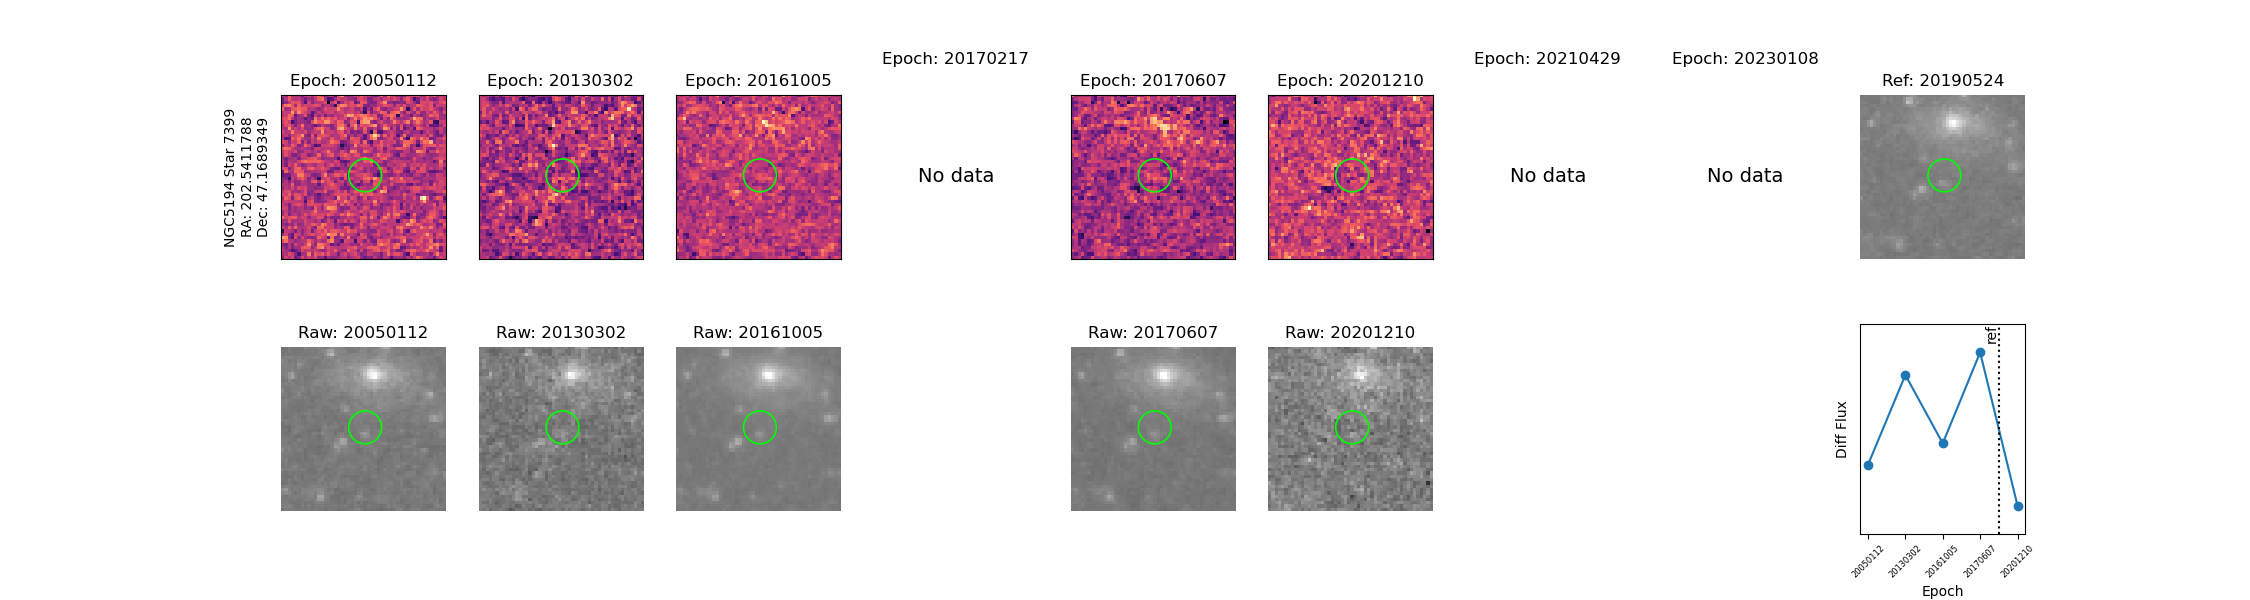 NGC5194 Star 7399
RA: 202.5411788
Dec: 47.1689349
Epoch: 20050112
Epoch: 20130302
Epoch: 20161005
Epoch: 20170217
No data
Epoch: 20170607
Epoch: 20201210
Epoch: 20210429
No data
Epoch: 20230108
No data
Ref: 20190524
Raw: 20050112
Raw: 20130302
Raw: 20161005
Raw: 20170607
Raw: 20201210
ref
Diff Flux
20050112
20130302
20161005
20170607
20201210
Epoch